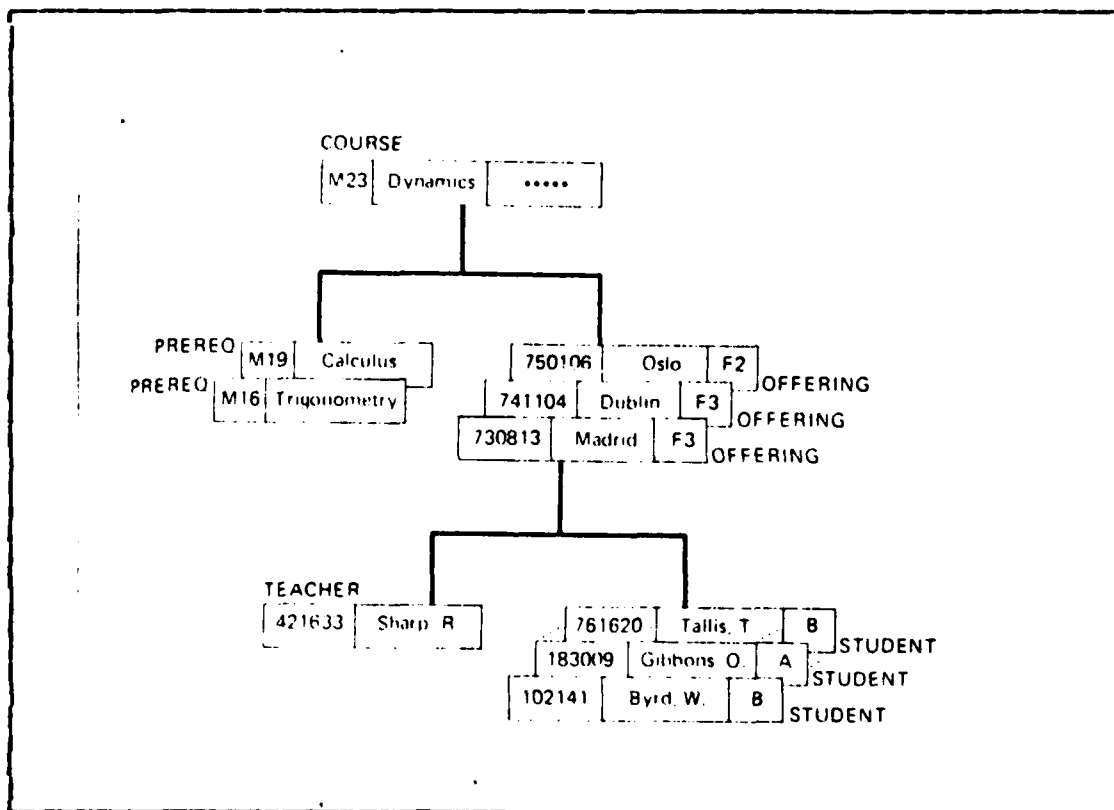 COURSE
M23 Dynamics •••••
PREREQ M19 Calculus
PREREQ M16 Trigonometry
750106 Oslo F2 OFFERING
741104 Dublin F3 OFFERING
730813 Madrid F3 OFFERING
TEACHER
421633 Sharp R
761620 Tallis, T B STUDENT
183009 Gibbons O. A STUDENT
102141 Byrd, W. B STUDENT